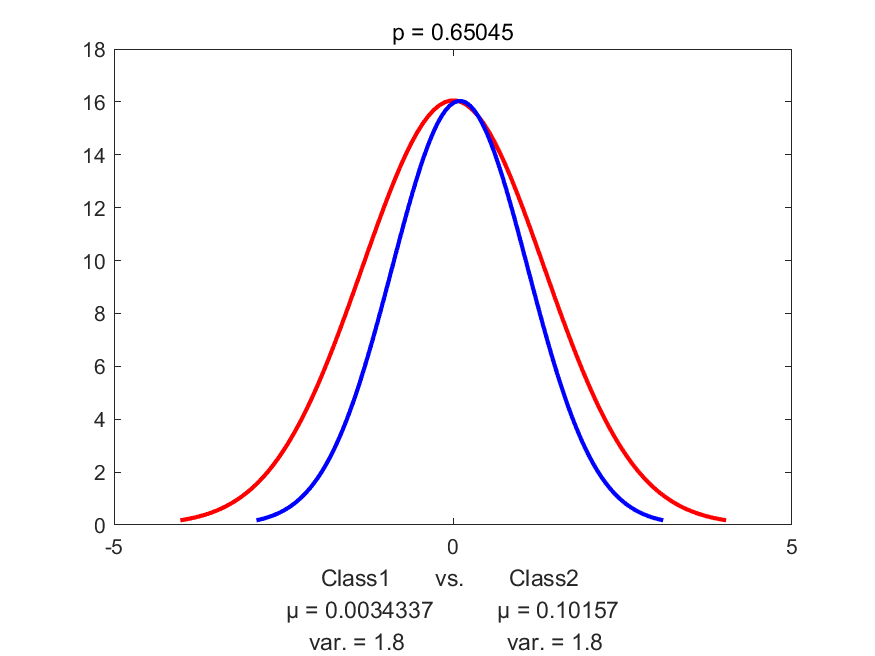 p = 0.65045
18
16
14
12
10
8
6
4
2
0
-5 0 5
Class1 vs. Class2
μ = 0.0034337 μ = 0.10157
var. = 1.8 var. = 1.8